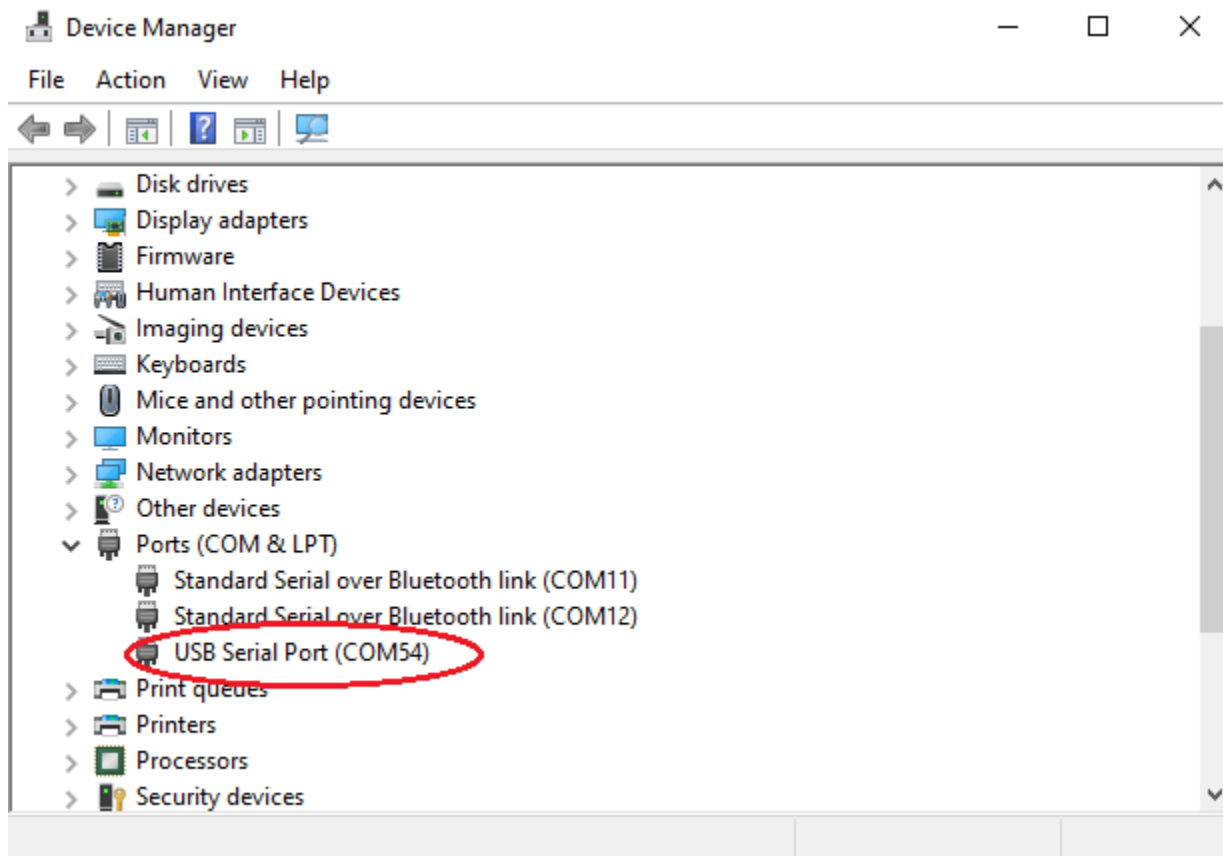 Device Manager
File Action View Help
Disk drives
Display adapters
Firmware
Human Interface Devices
Imaging devices
Keyboards
Mice and other pointing devices
Monitors
Network adapters
Other devices
Ports (COM & LPT)
Standard Serial over Bluetooth link (COM11)
Standard Serial over Bluetooth link (COM12)
USB Serial Port (COM54)
Print queues
Printers
Processors
Security devices